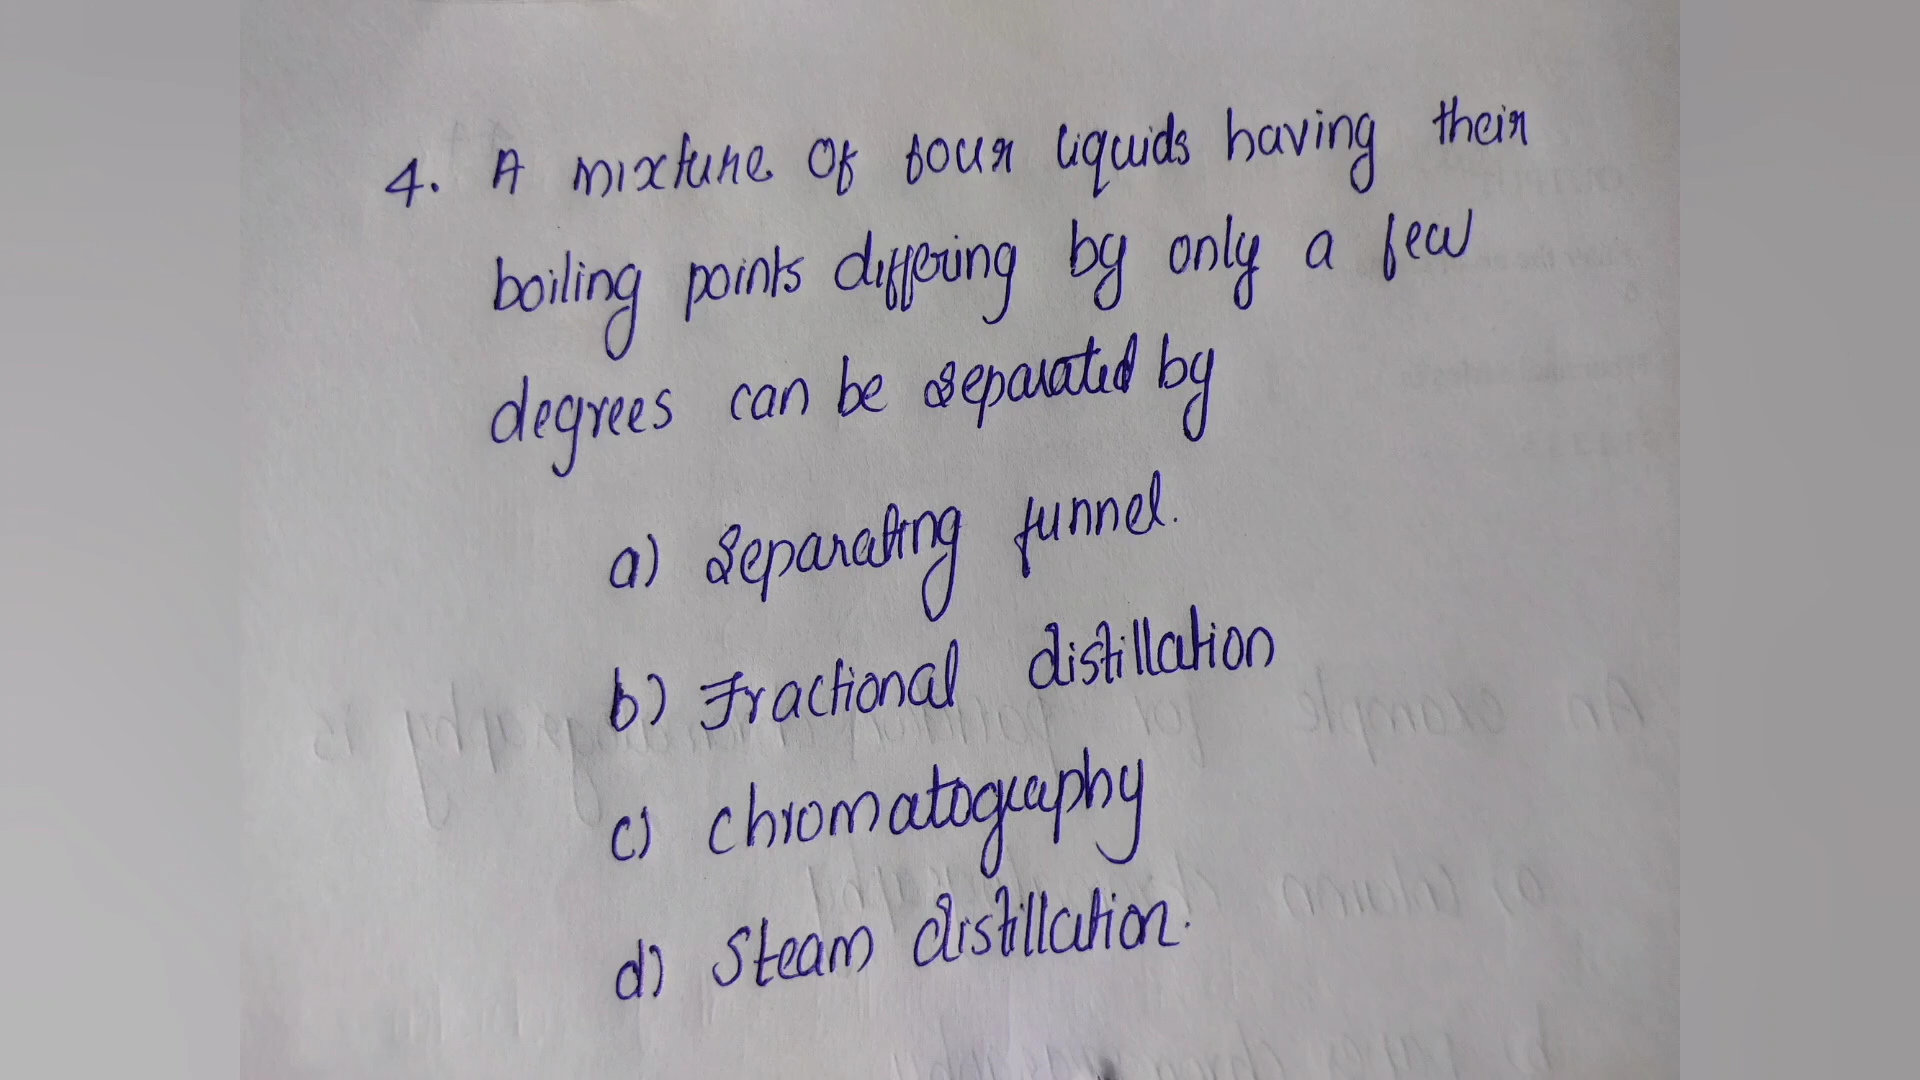 4. A mixture of four liquids having their
boiling points differing by only a few
degrees can be separated by
a) Separating funnel.
b) Fractional distillation
c) chromatography
d) Steam distillation.